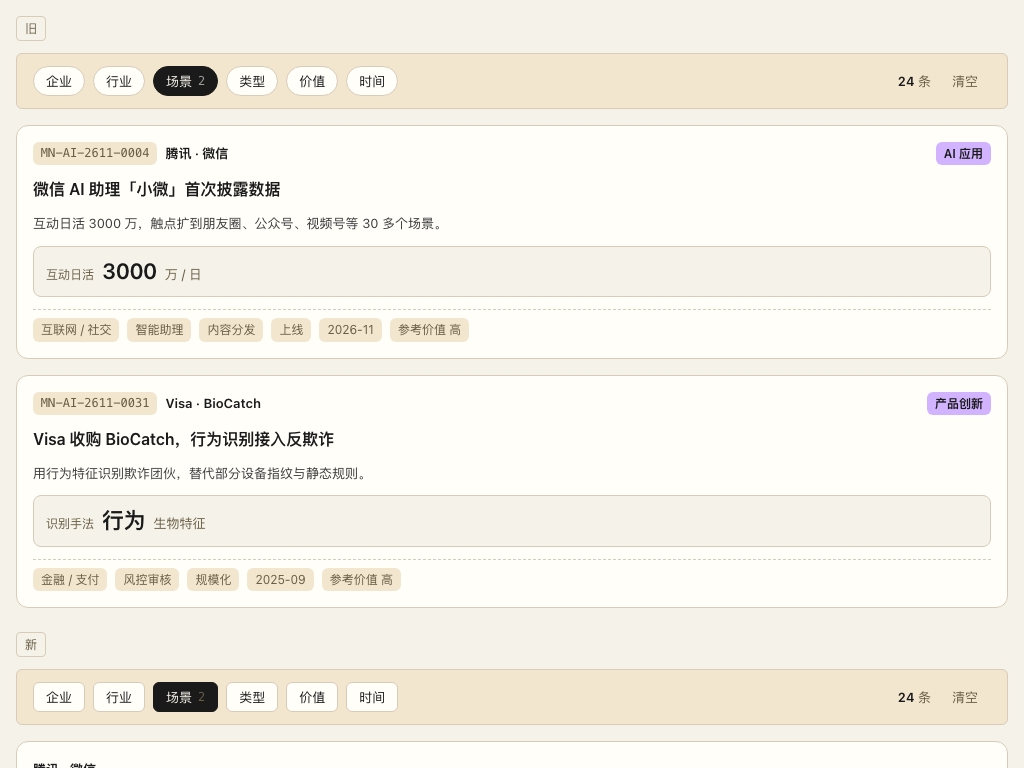 旧
企业 行业 场景 2 类型 价值 时间 24 条 清空
MN-AI-2611-0004 腾讯 · 微信 AI 应用
微信 AI 助理「小微」首次披露数据
互动日活 3000 万，触点扩到朋友圈、公众号、视频号等 30 多个场景。
互动日活 3000 万 / 日
互联网 / 社交 智能助理 内容分发 上线 2026-11 参考价值 高
MN-AI-2611-0031 Visa · BioCatch 产品创新
Visa 收购 BioCatch，行为识别接入反欺诈
用行为特征识别欺诈团伙，替代部分设备指纹与静态规则。
识别手法 行为 生物特征
金融 / 支付 风控审核 规模化 2025-09 参考价值 高
新
企业 行业 场景 2 类型 价值 时间 24 条 清空
腾讯 · 微信